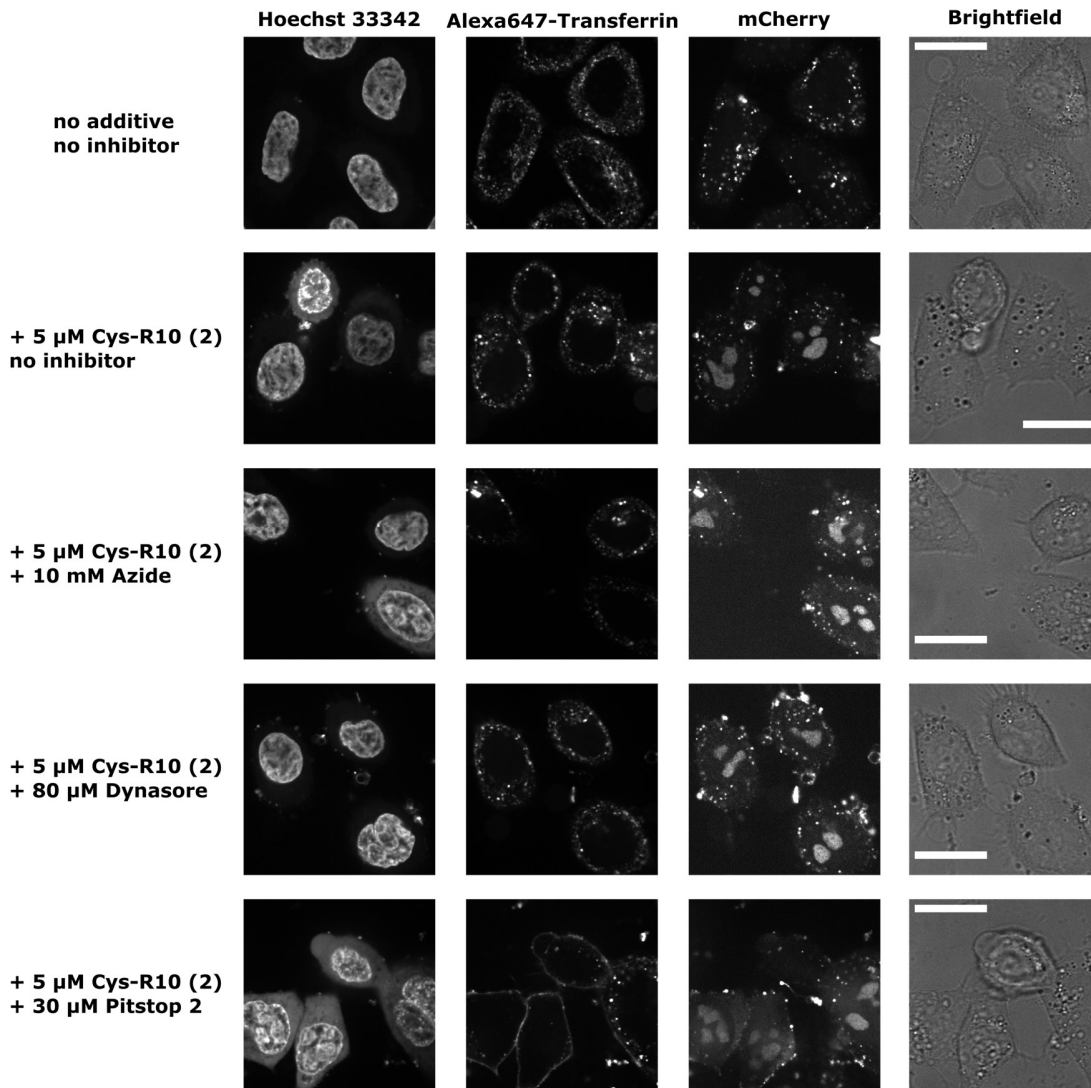 Hoechst 33342 Alexa647-Transferrin mCherry Brightfield
no additive
no inhibitor
+ 5 µM Cys-R10 (2)
no inhibitor
+ 5 µM Cys-R10 (2)
+ 10 mM Azide
+ 5 µM Cys-R10 (2)
+ 80 µM Dynasore
+ 5 µM Cys-R10 (2)
+ 30 µM Pitstop 2